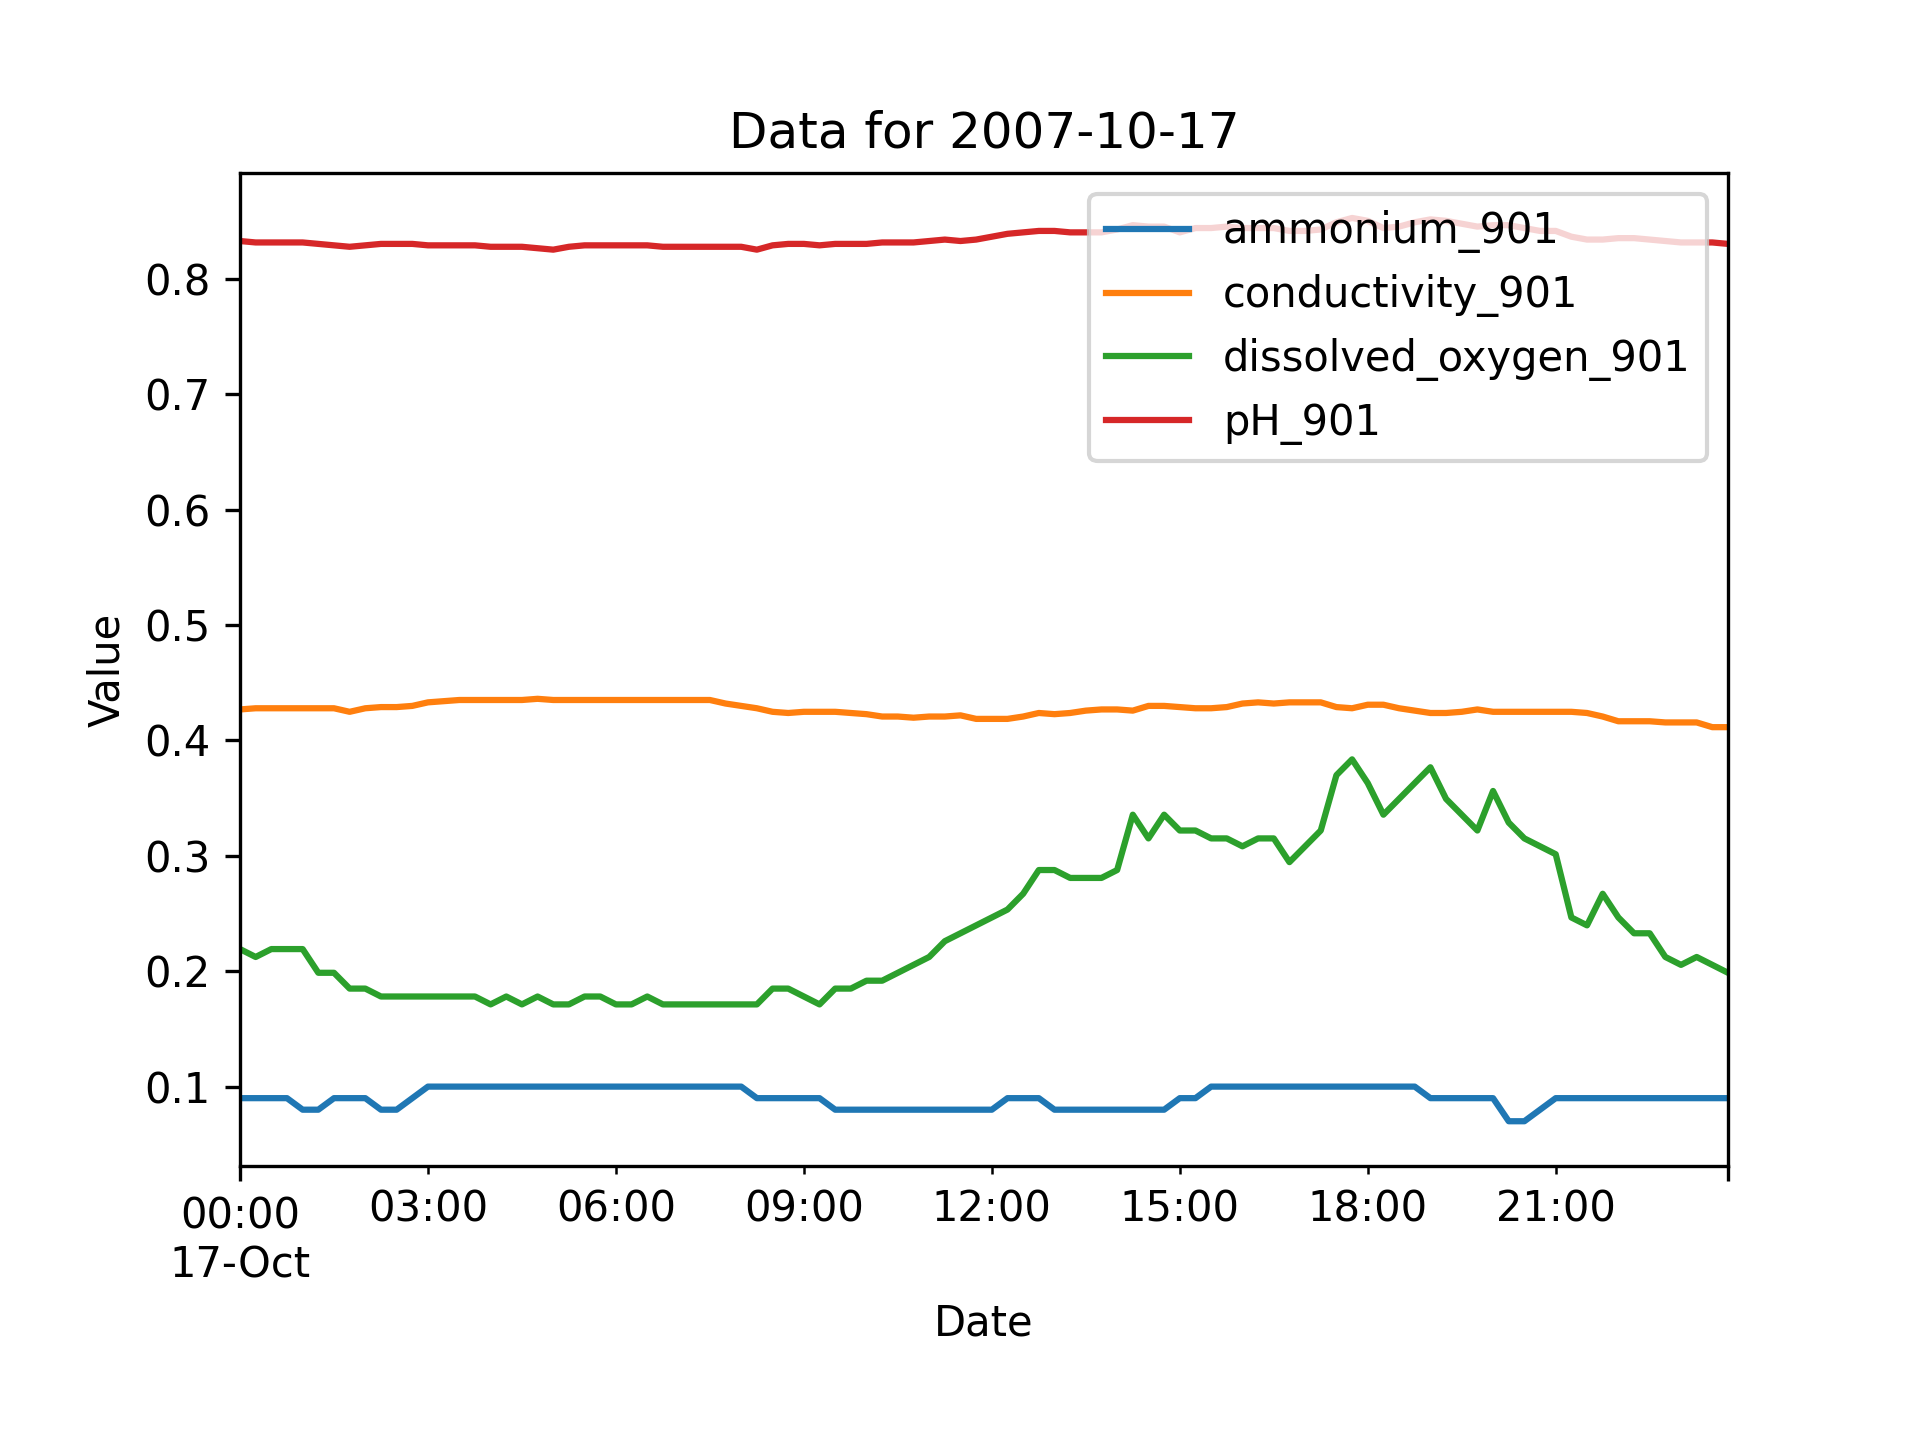 Data for 2007-10-17
ammonium_901
conductivity_901
dissolved_oxygen_901
pH_901
Value
0.8
0.7
0.6
0.5
0.4
0.3
0.2
0.1
00:00 03:00 06:00 09:00 12:00 15:00 18:00 21:00
17-Oct
Date